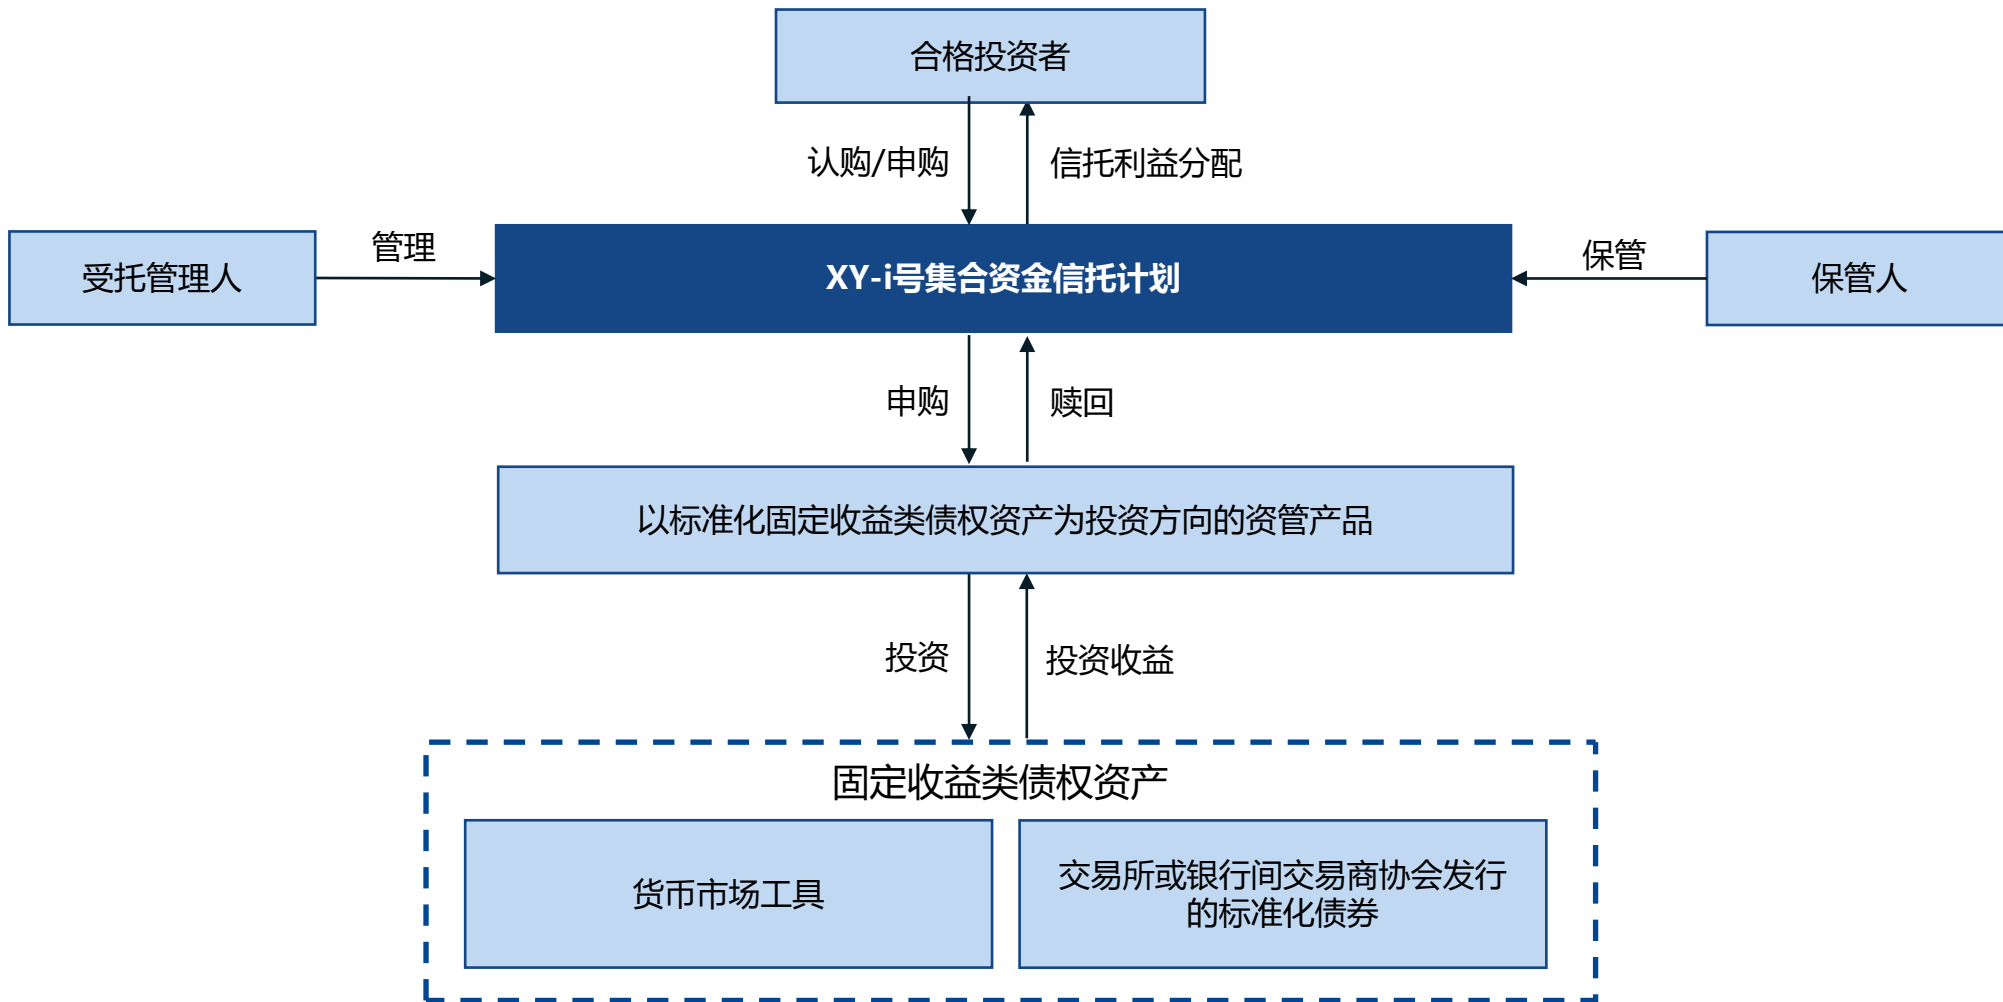 合格投资者
认购/申购
信托利益分配
受托管理人
管理
XY-i号集合资金信托计划
保管
保管人
申购
赎回
以标准化固定收益类债权资产为投资方向的资管产品
投资
投资收益
固定收益类债权资产
货币市场工具
交易所或银行间交易商协会发行
的标准化债券